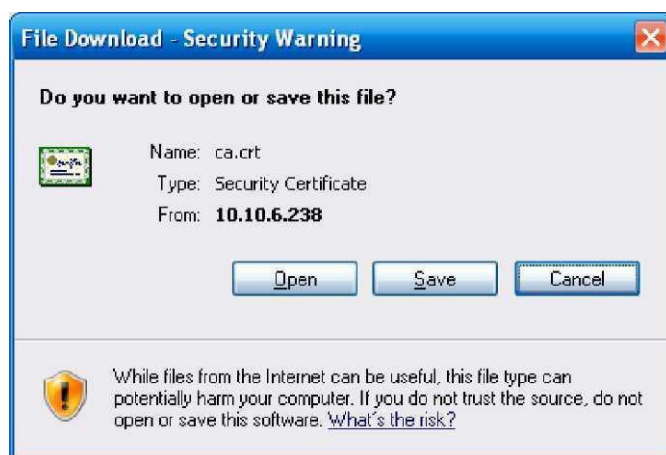 File Download - Security Warning
Do you want to open or save this file?
Name: ca.crt
Type: Security Certificate
From: 10.10.6.238
Open Save Cancel
While files from the Internet can be useful, this file type can
potentially harm your computer. If you do not trust the source, do not
open or save this software. What's the risk?